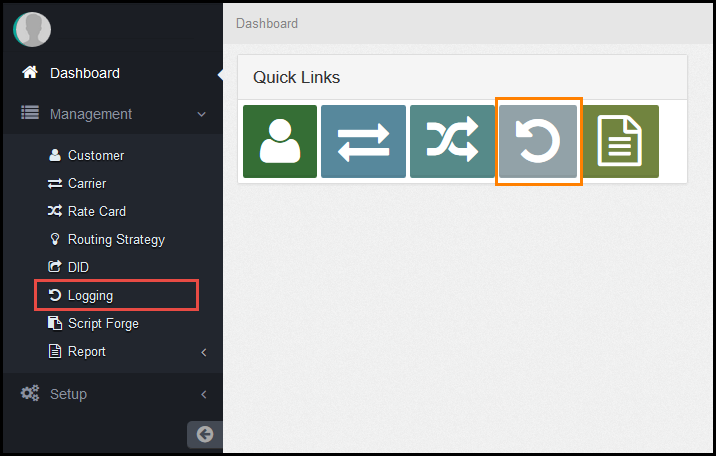 Dashboard
Quick Links
Dashboard
Management
Customer
Carrier
Rate Card
Routing Strategy
DID
Logging
Script Forge
Report
Setup